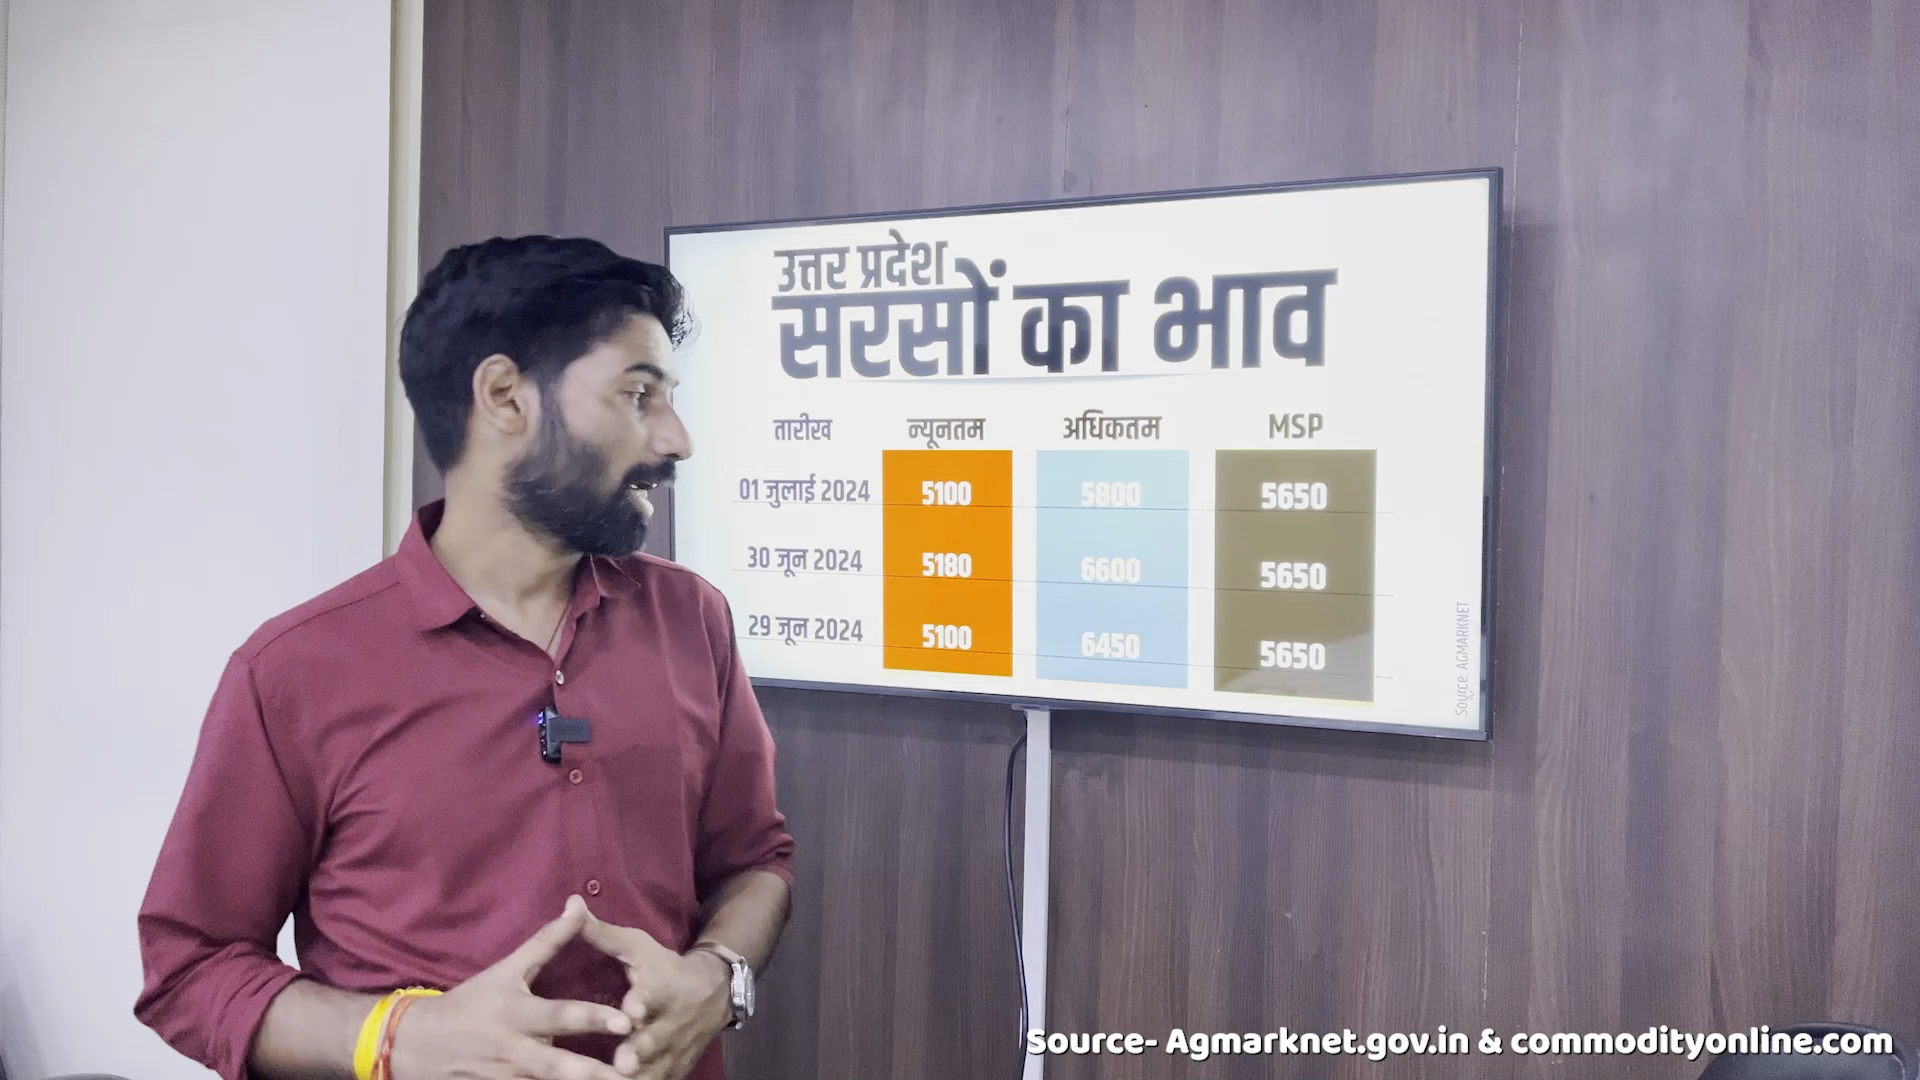 उत्तर प्रदेश
सरसों का भाव
तारीख न्यूनतम अधिकतम MSP
01 जुलाई 2024 5100 5800 5650
30 जून 2024 5180 6600 5650
29 जून 2024 5100 6450 5650
Source: AGMARKNET
Source- Agmarknet.gov.in & commodityonline.com